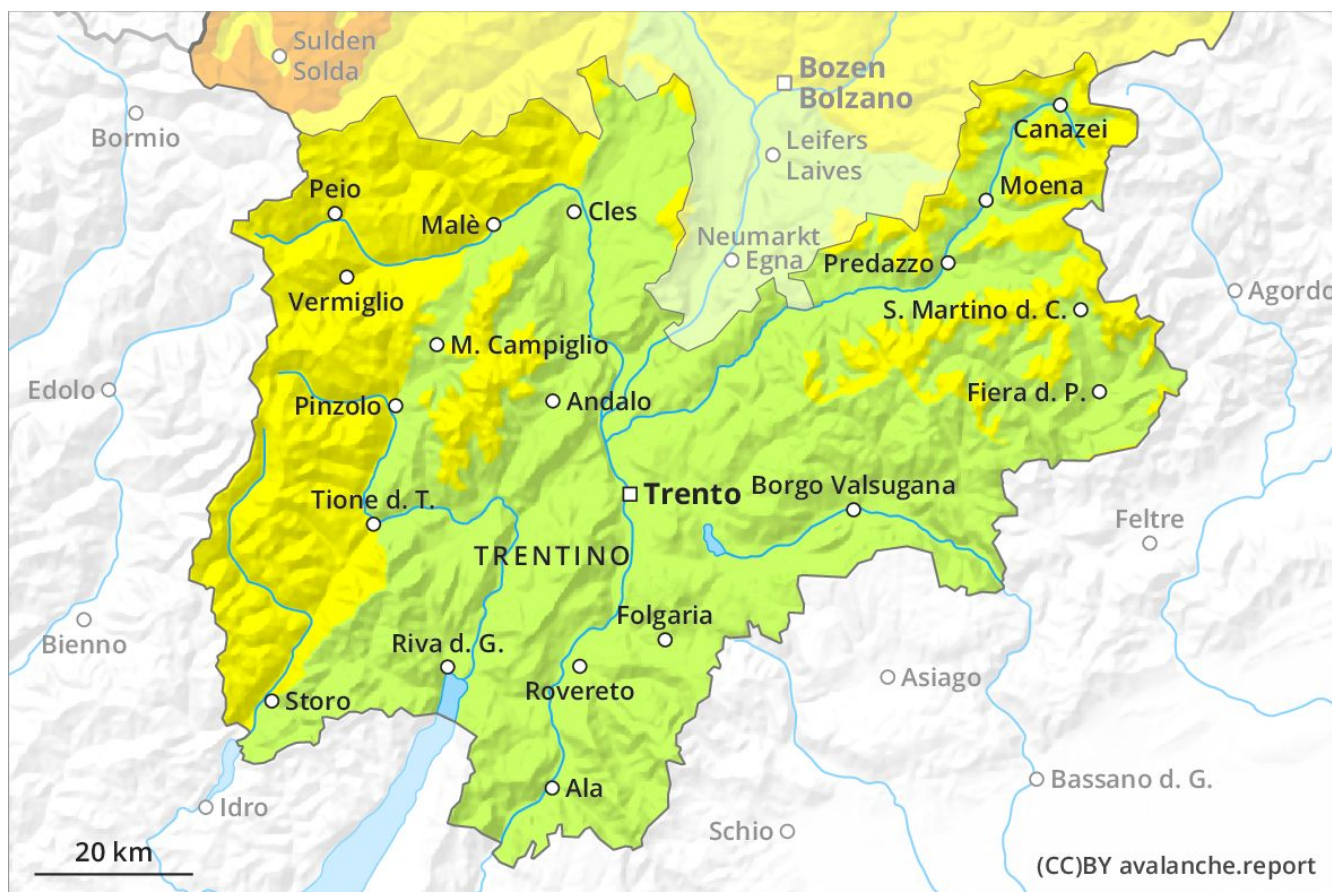 Sulden
Solda
Bozen
Bolzano
Bormio
Canazei
Leifers
Laives
Peio
Moena
Malè
Cles
Neumarkt
Egna
Predazzo
Vermiglio
Agordo
S. Martino d. C.
M. Campiglio
Edolo
Pinzolo
Andalo
Fiera d. P.
Trento
Borgo Valsugana
Tione d. T.
Feltre
TRENTINO
Folgaria
Bienno
Riva d. G.
Asiago
Rovereto
Storo
Bassano d. G.
Ala
Idro
Schio
20 km
(CC)BY avalanche.report